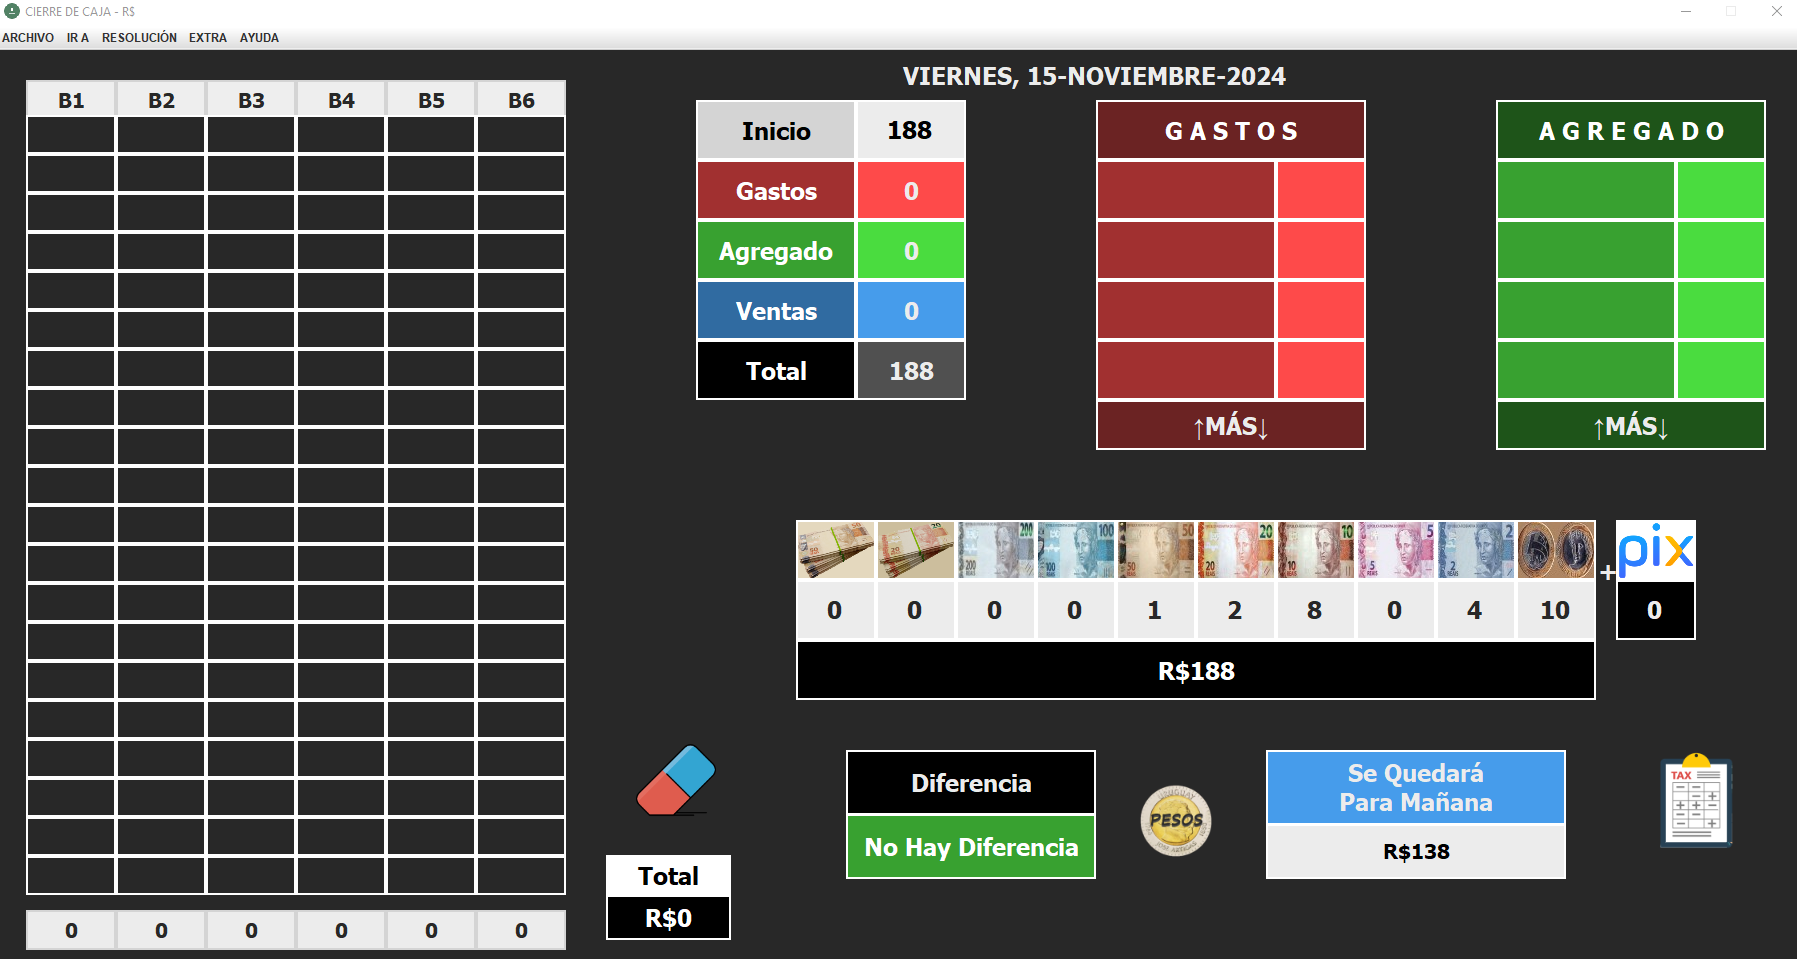 CIERRE DE CAJA - R$
ARCHIVO IR A RESOLUCIÓN EXTRA AYUDA
VIERNES, 15-NOVIEMBRE-2024
B1 B2 B3 B4 B5 B6
Inicio 188
Gastos 0
Agregado 0
Ventas 0
Total 188
GASTOS
↑MÁS↓
AGREGADO
↑MÁS↓
200 100 50 20 10 5 2
pix
0 0 0 0 1 2 8 0 4 10 + 0
R$188
Diferencia
No Hay Diferencia
PESOS
Se Quedará
Para Mañana
R$138
TAX
Total
R$0
0 0 0 0 0 0